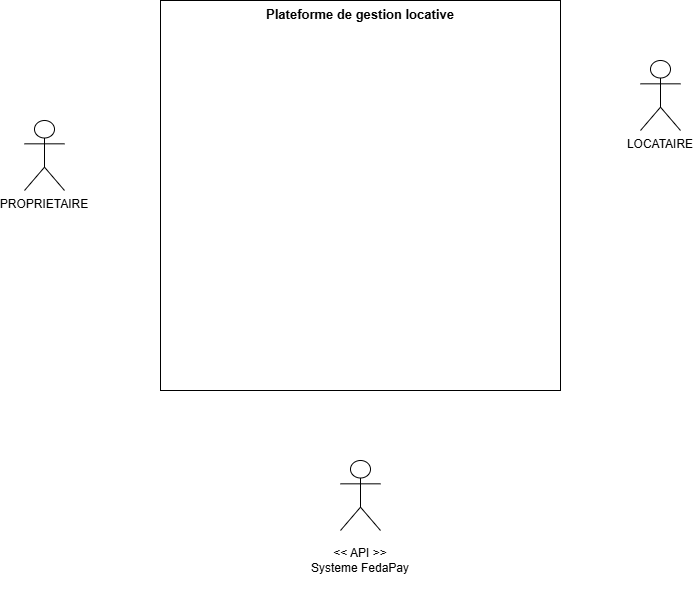 Plateforme de gestion locative
LOCATAIRE
PROPRIETAIRE
<< API >>
Systeme FedaPay